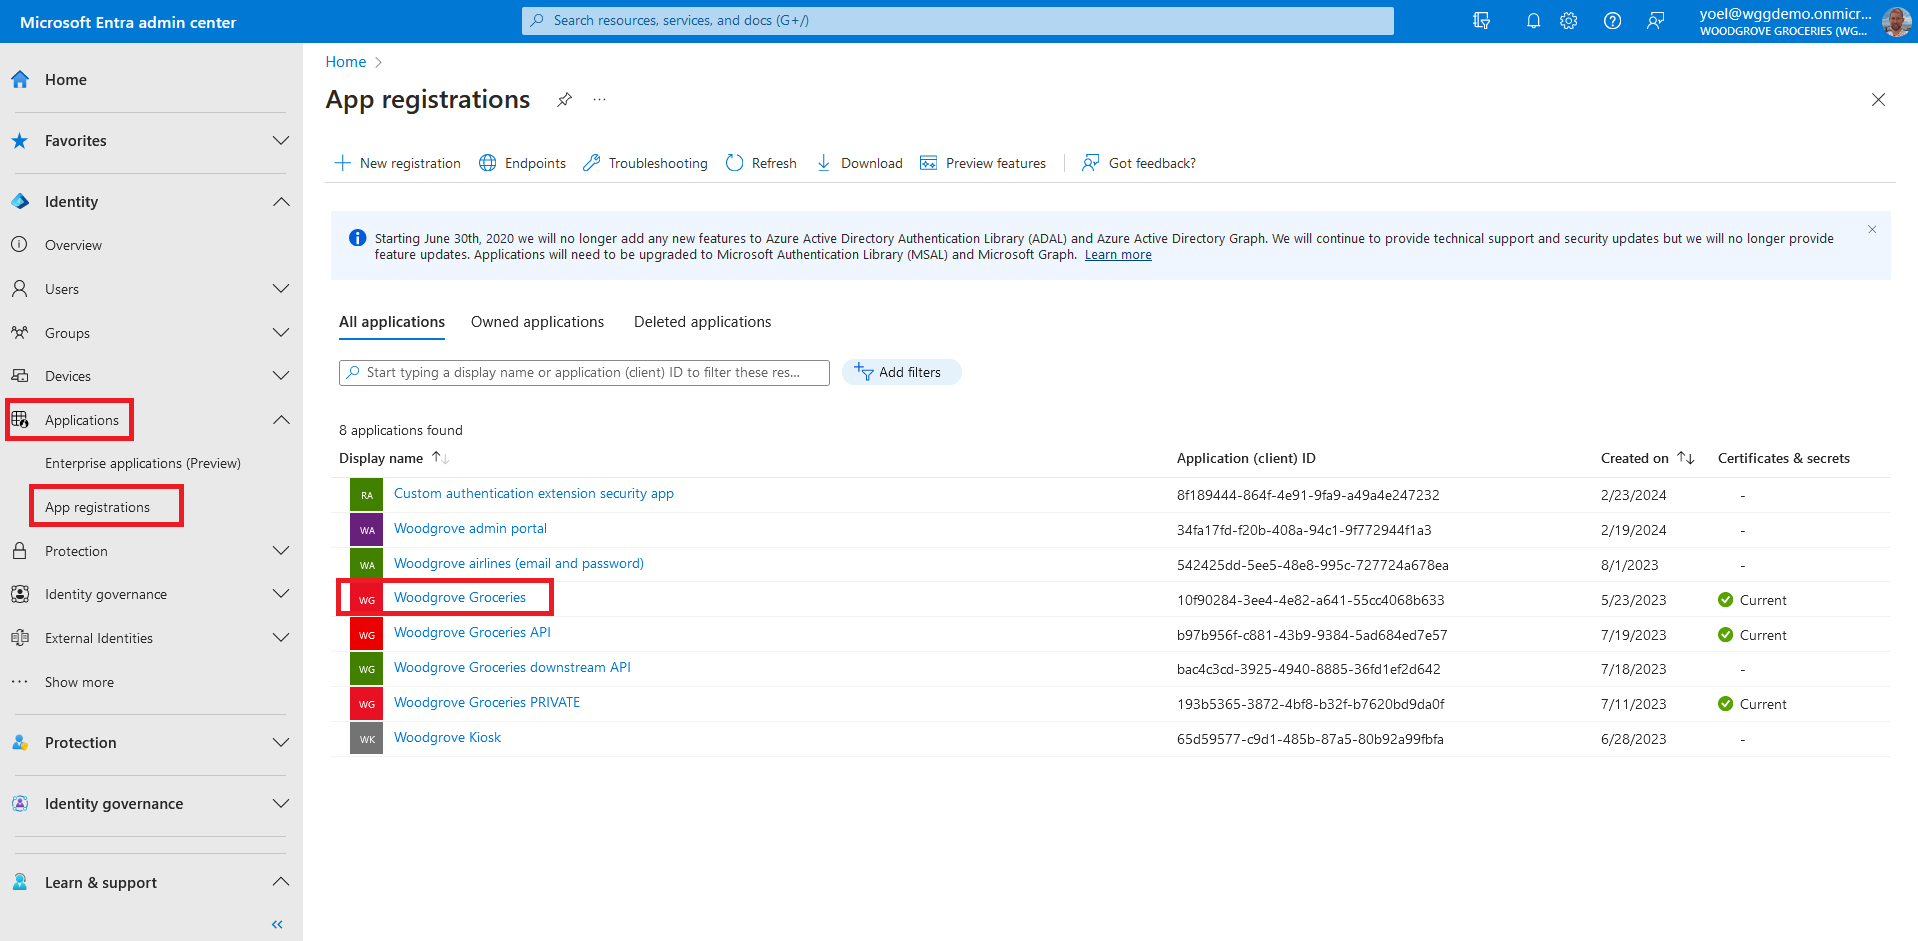 Microsoft Entra admin center
Search resources, services, and docs (G+/)
yoel@wggdemo.onmicr...
WOODGROVE GROCERIES (WG...
Home
Favorites
Identity
Overview
Users
Groups
Devices
Applications
Enterprise applications (Preview)
App registrations
Protection
Identity governance
External Identities
Show more
Protection
Identity governance
Learn & support
Home
App registrations
New registration Endpoints Troubleshooting Refresh Download Preview features Got feedback?
Starting June 30th, 2020 we will no longer add any new features to Azure Active Directory Authentication Library (ADAL) and Azure Active Directory Graph. We will continue to provide technical support and security updates but we will no longer provide
feature updates. Applications will need to be upgraded to Microsoft Authentication Library (MSAL) and Microsoft Graph. Learn more
All applications Owned applications Deleted applications
Start typing a display name or application (client) ID to filter these res...
Add filters
8 applications found
Display name Application (client) ID Created on Certificates & secrets
RA Custom authentication extension security app 8f189444-864f-4e91-9fa9-a49a4e247232 2/23/2024 -
WA Woodgrove admin portal 34fa17fd-f20b-408a-94c1-9f772944f1a3 2/19/2024 -
WA Woodgrove airlines (email and password) 542425dd-5ee5-48e8-995c-727724a678ea 8/1/2023 -
WG Woodgrove Groceries 10f90284-3ee4-4e82-a641-55cc4068b633 5/23/2023 Current
WG Woodgrove Groceries API b97b956f-c881-43b9-9384-5ad684ed7e57 7/19/2023 Current
WG Woodgrove Groceries downstream API bac4c3cd-3925-4940-8885-36fd1ef2d642 7/18/2023 -
WG Woodgrove Groceries PRIVATE 193b5365-3872-4bf8-b32f-b7620bd9da0f 7/11/2023 Current
WK Woodgrove Kiosk 65d59577-c9d1-485b-87a5-80b92a99fbfa 6/28/2023 -